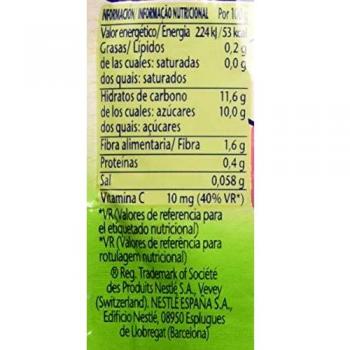 INFORMACIÓN /INFORMAÇÃO NUTRICIONAL Por 100 g
Valor energético/ Energia 224 kJ/ 53 kcal
Grasas/ Lípidos 0,2 g
de las cuales: saturadas 0,0 g
dos quais: saturados
Hidratos de carbono 11,6 g
de los cuales: azúcares 10,0 g
dos quais: açúcares
Fibra alimentaria/ Fibra 1,6 g
Proteínas 0,4 g
Sal 0,058 g
Vitamina C 10 mg (40% VR*)
*VR (Valores de referencia para
el etiquetado nutricional)
*VR (Valores de referência para
rotulagem nutricional)
® Reg. Trademark of Société
des Produits Nestlé S.A., Vevey
(Switzerland). NESTLÉ ESPAÑA S.A.,
Edificio Nestlé, 08950 Esplugues
de Llobregat (Barcelona)